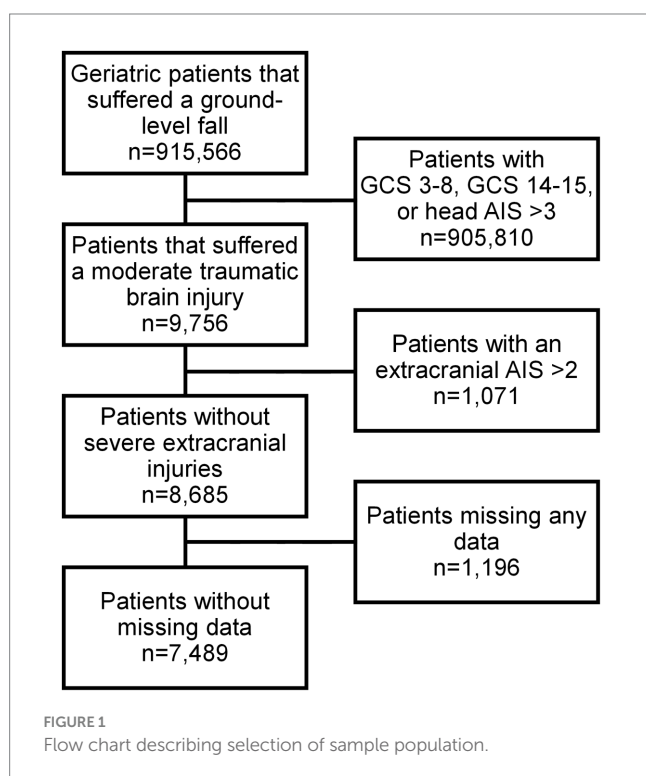 Geriatric patients that
suffered a ground-
level fall
n=915,566
Patients with
GCS 3-8, GCS 14-15,
or head AIS >3
n=905,810
Patients that suffered
a moderate traumatic
brain injury
n=9,756
Patients with an
extracranial AIS >2
n=1,071
Patients without
severe extracranial
injuries
n=8,685
Patients missing any
data
n=1,196
Patients without
missing data
n=7,489
FIGURE 1
Flow chart describing selection of sample population.